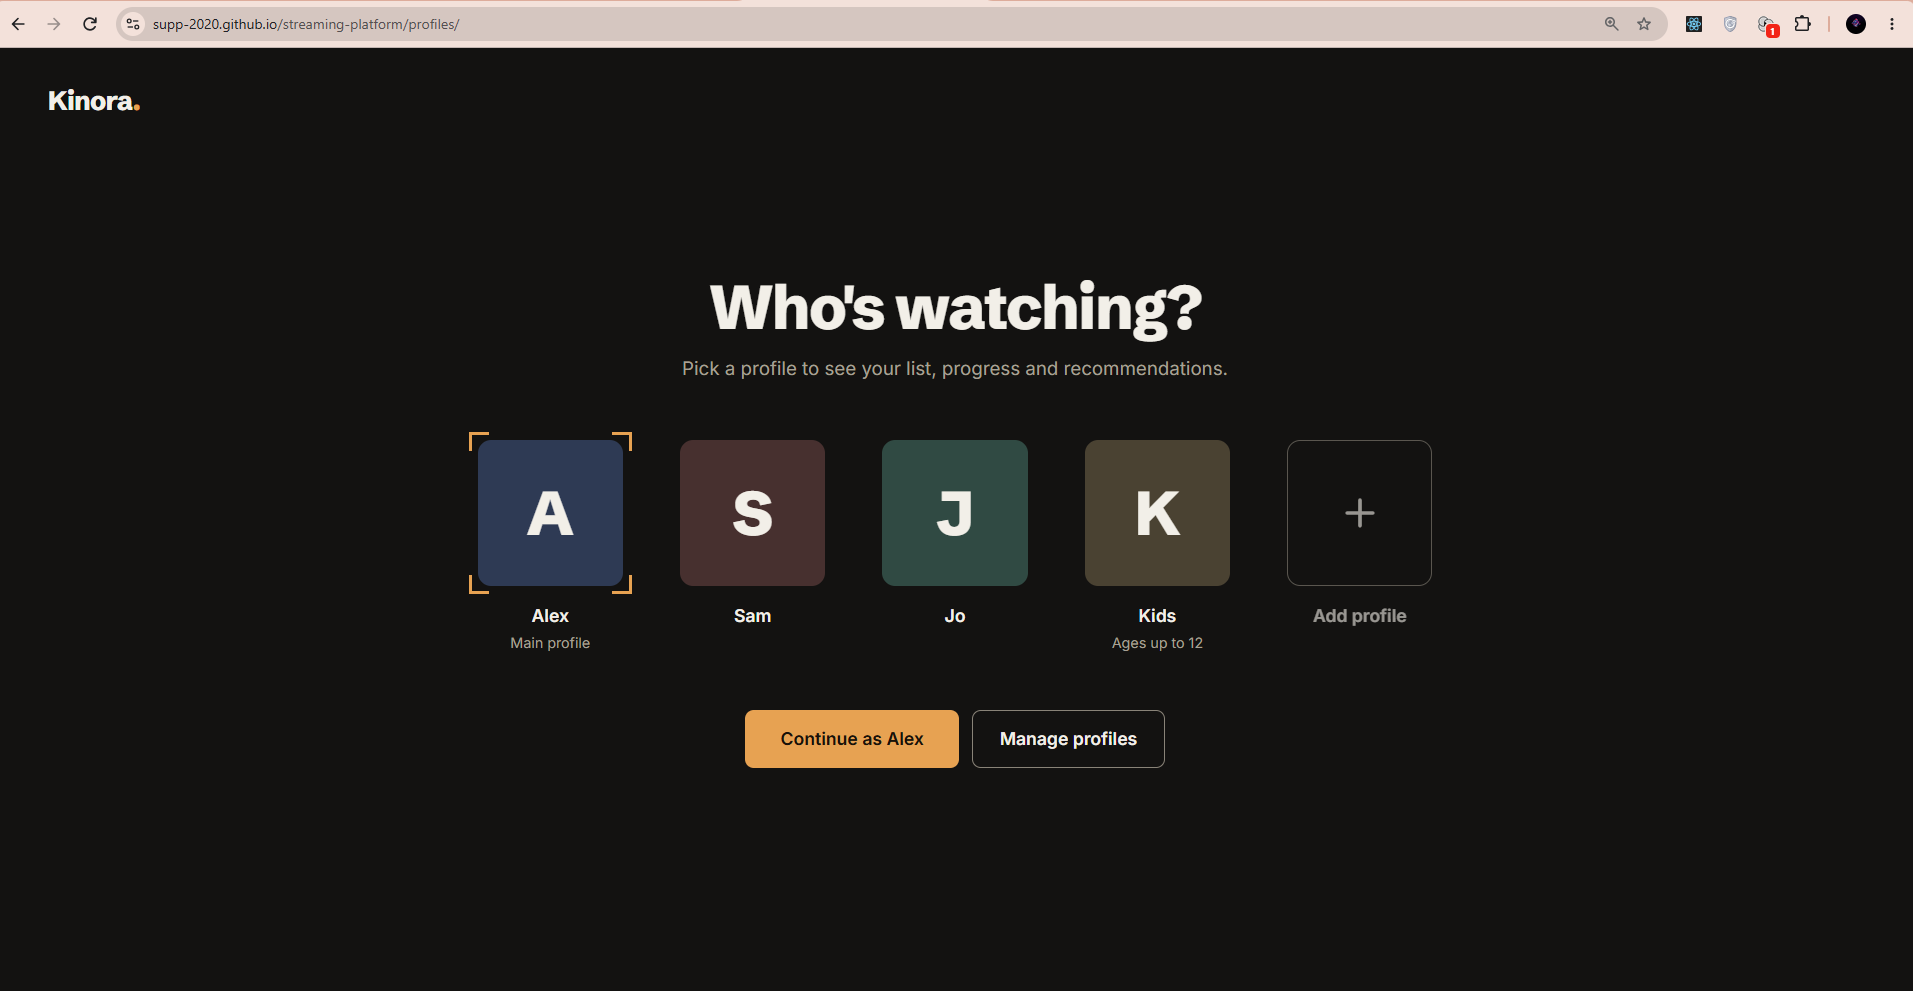 supp-2020.github.io/streaming-platform/profiles/
1
Kinora.
Who's watching?
Pick a profile to see your list, progress and recommendations.
A
S
J
K
+
Alex
Sam
Jo
Kids
Add profile
Main profile
Ages up to 12
Continue as Alex
Manage profiles